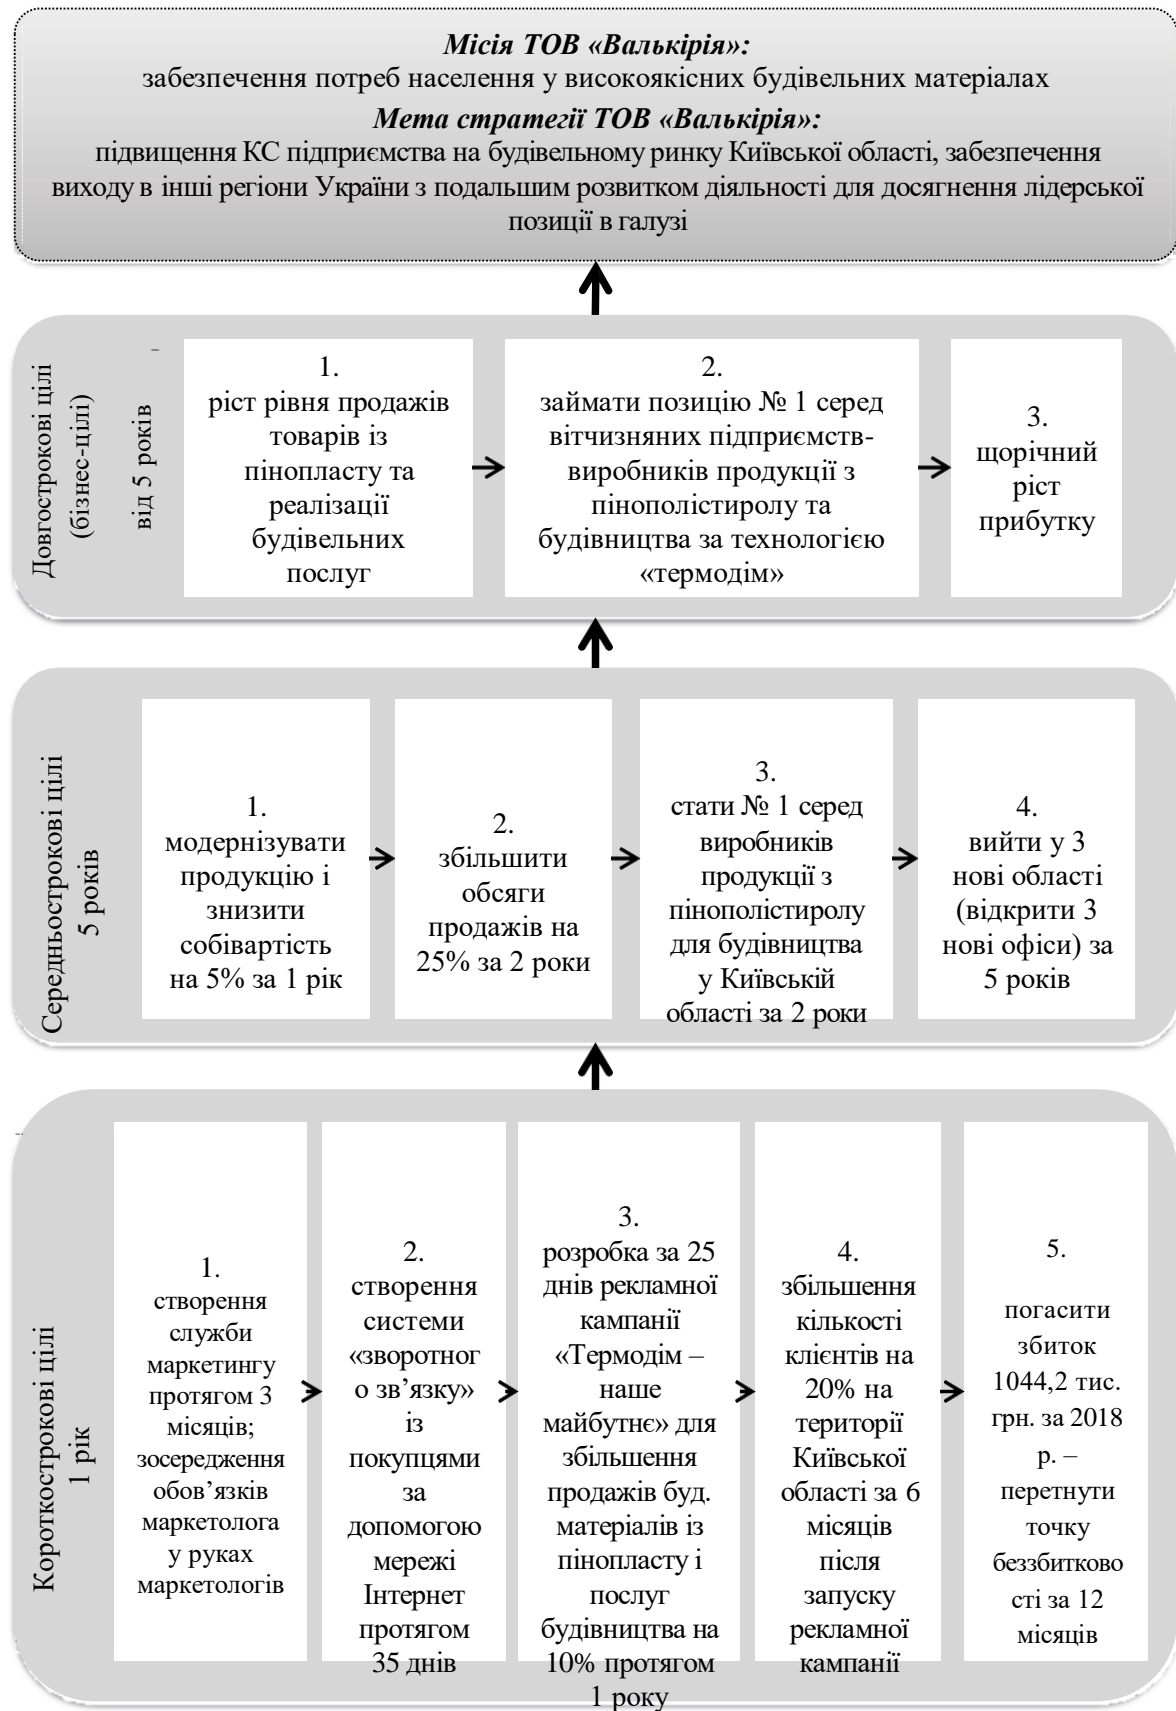 Місія ТОВ «Валькірія»:
забезпечення потреб населення у високоякісних будівельних матеріалах
Мета стратегії ТОВ «Валькірія»:
підвищення КС підприємства на будівельному ринку Київської області, забезпечення
виходу в інші регіони України з подальшим розвитком діяльності для досягнення лідерської
позиції в галузі
Довгострокові цілі
(бізнес-цілі)
від 5 років
1.
ріст рівня продажів
товарів із
пінопласту та
реалізації
будівельних
послуг
2.
займати позицію № 1 серед
вітчизняних підприємств-
виробників продукції з
пінополістиролу та
будівництва за технологією
«термодім»
3.
щорічний
ріст
прибутку
Середньострокові цілі
5 років
1.
модернізувати
продукцію і
знизити
собівартість
на 5% за 1 рік
2.
збільшити
обсяги
продажів на
25% за 2 роки
3.
стати № 1 серед
виробників
продукції з
пінополістиролу
для будівництва
у Київській
області за 2 роки
4.
вийти у 3
нові області
(відкрити 3
нові офіси) за
5 років
Короткострокові цілі
1 рік
1.
створення
служби
маркетингу
протягом 3
місяців;
зосередження
обов’язків
маркетолога
у руках
маркетологів
2.
створення
системи
«зворотног
о зв’язку»
із
покупцями
за
допомогою
мережі
Інтернет
протягом
35 днів
3.
розробка за 25
днів рекламної
кампанії
«Термодім –
наше
майбутнє» для
збільшення
продажів буд.
матеріалів із
пінопласту і
послуг
будівництва на
10% протягом
1 року
4.
збільшення
кількості
клієнтів на
20% на
території
Київської
області за 6
місяців
після
запуску
рекламної
кампанії
5.
погасити
збиток
1044,2 тис.
грн. за 2018
р. –
перетнути
точку
беззбитково
сті за 12
місяців